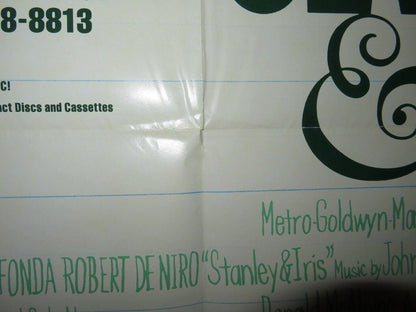 8-8813
C!
act Discs and Cassettes
&
Metro-Goldwyn-Ma
FONDA ROBERT DE NIRO "Stanley & Iris" Music by John